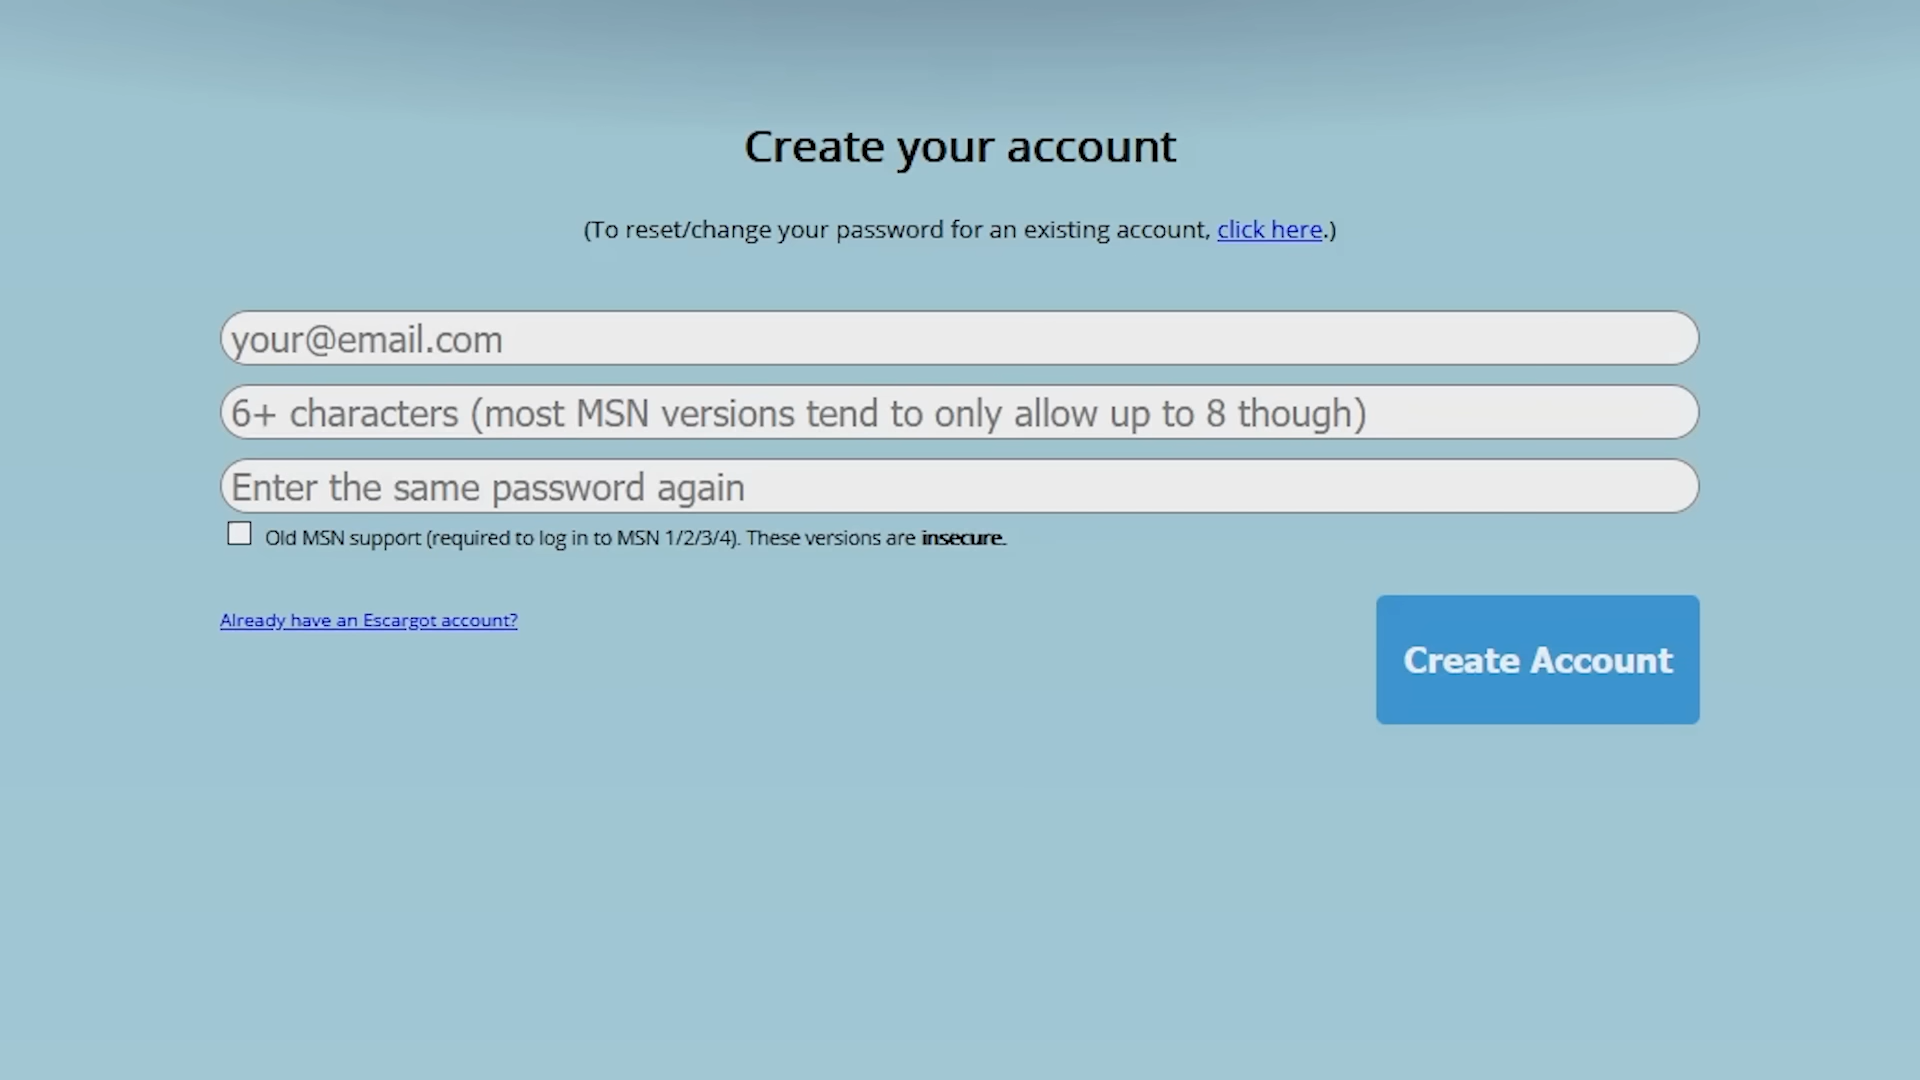 Create your account
(To reset/change your password for an existing account, click here.)
your@email.com
6+ characters (most MSN versions tend to only allow up to 8 though)
Enter the same password again
Old MSN support (required to log in to MSN 1/2/3/4). These versions are insecure.
Already have an Escargot account?
Create Account